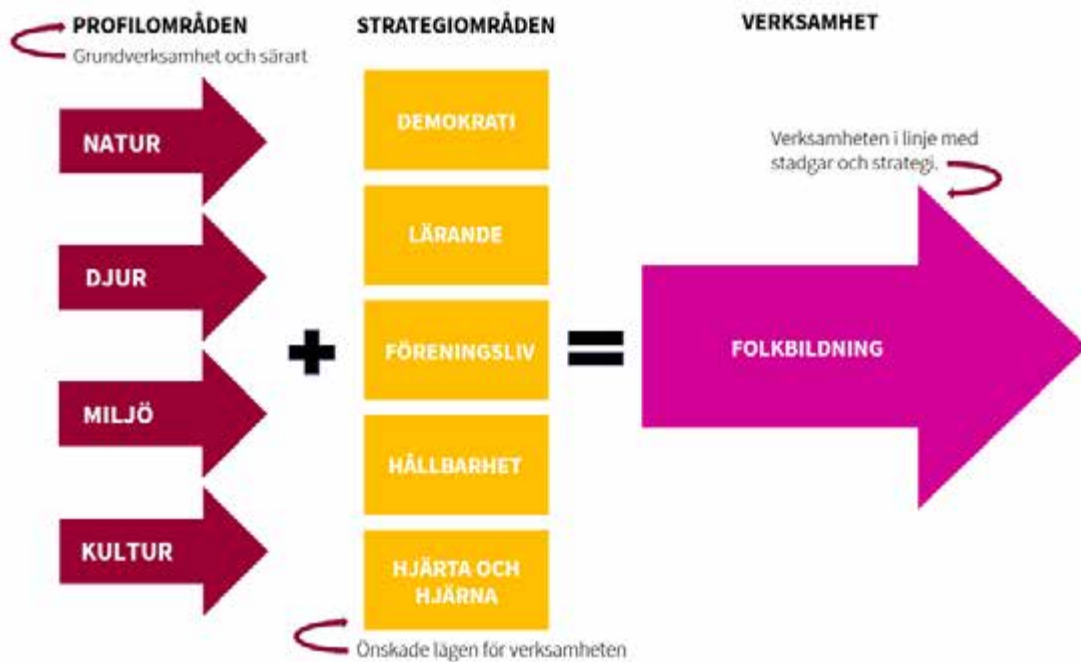 PROFILOMRÅDEN
Grundverksamhet och särart
NATUR
DJUR
MILJÖ
KULTUR
+
STRATEGIOMRÅDEN
DEMOKRATI
LÄRANDE
FÖRENINGSLIV
HÅLLBARHET
HJÄRTA OCH
HJÄRNA
Önskade lägen för verksamheten
=
VERKSAMHET
Verksamheten i linje med
stadgar och strategi.
FOLKBILDNING